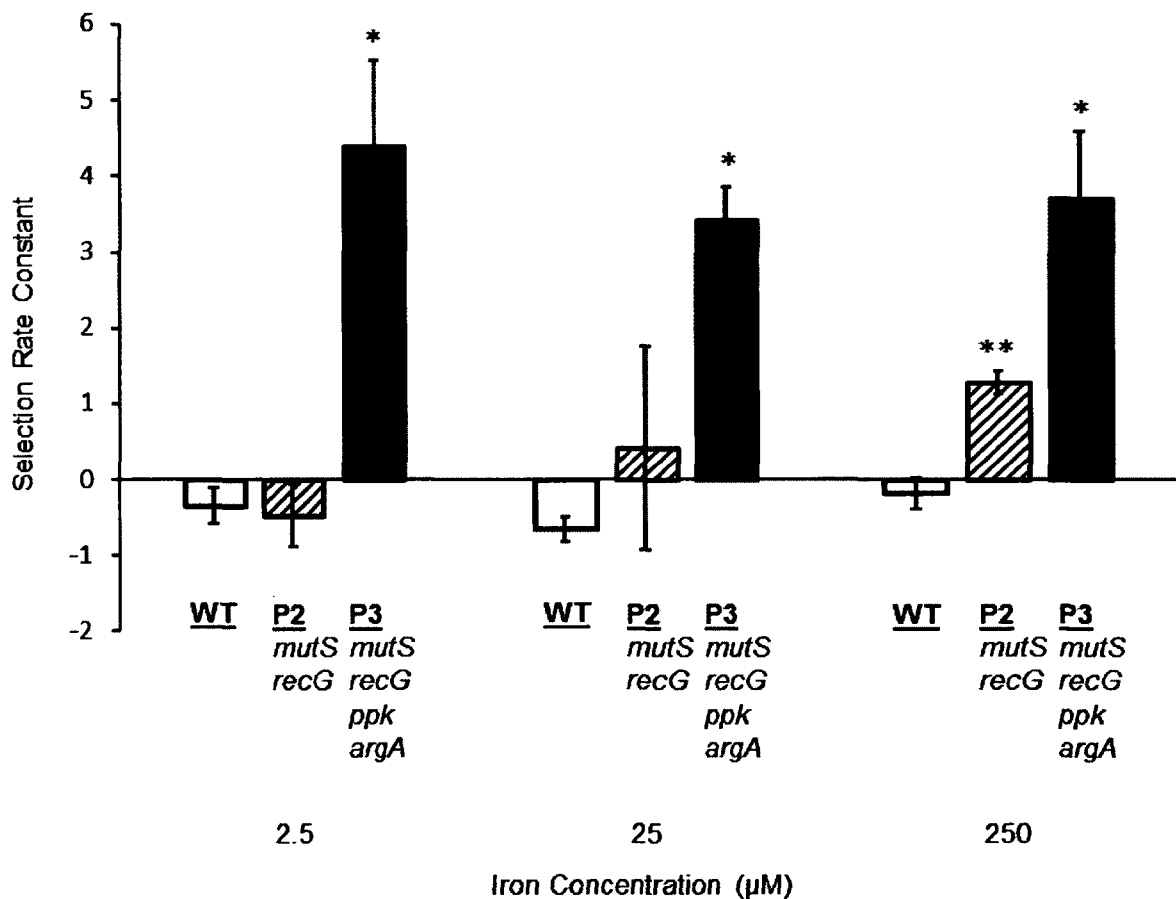 Selection Rate Constant
6
5
4
3
2
1
0
-1
-2
*
*
**
*
WT P2 P3 WT P2 P3 WT P2 P3
mutS mutS mutS mutS mutS mutS
recG recG recG recG recG recG
ppk ppk ppk
argA argA argA
2.5 25 250
Iron Concentration (µM)